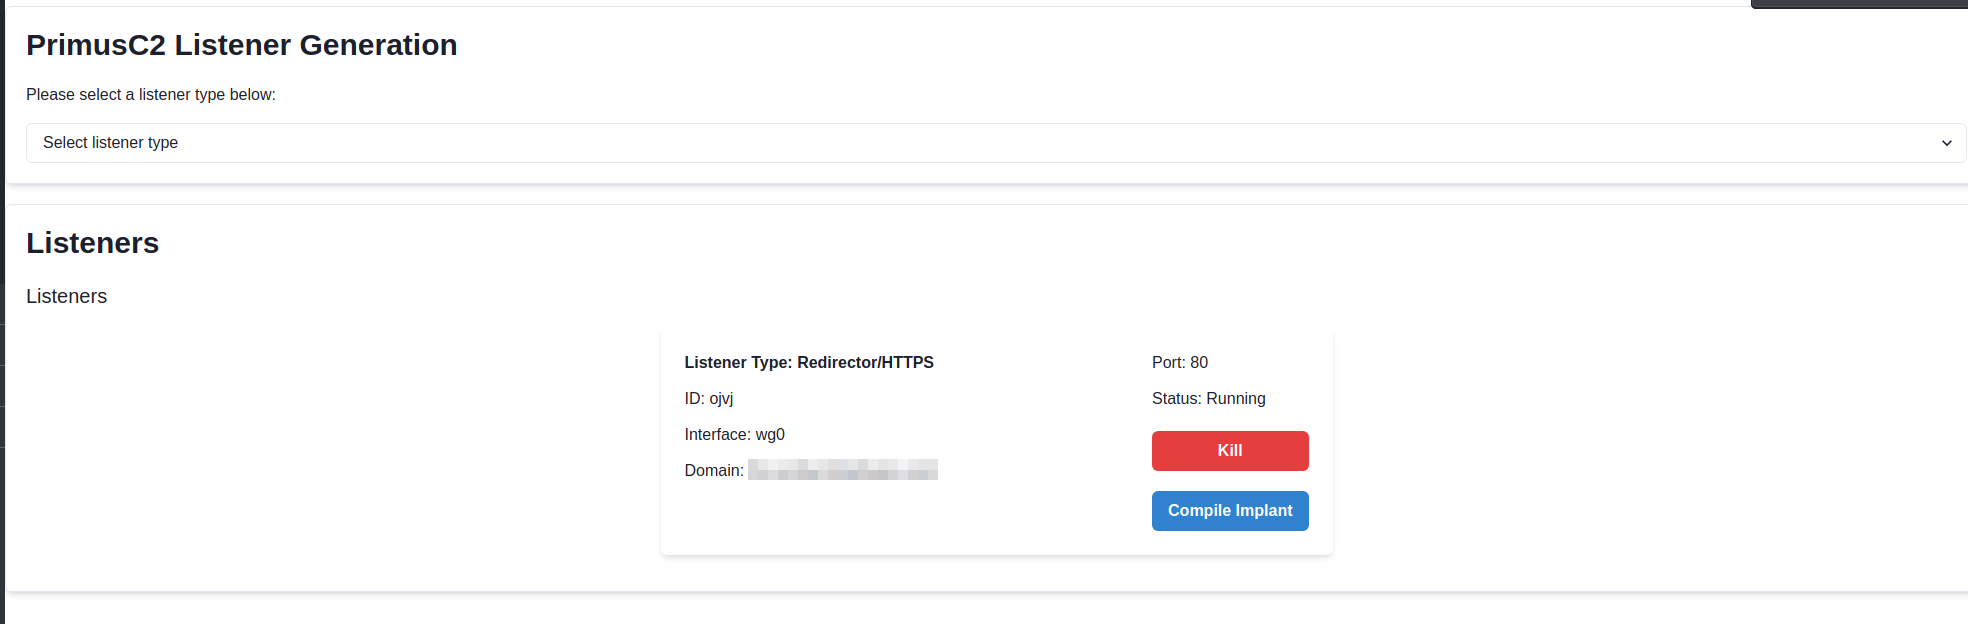 PrimusC2 Listener Generation
Please select a listener type below:
Select listener type
Listeners
Listeners
Listener Type: Redirector/HTTPS
ID: ojvj
Interface: wg0
Domain:
Port: 80
Status: Running
Kill
Compile Implant